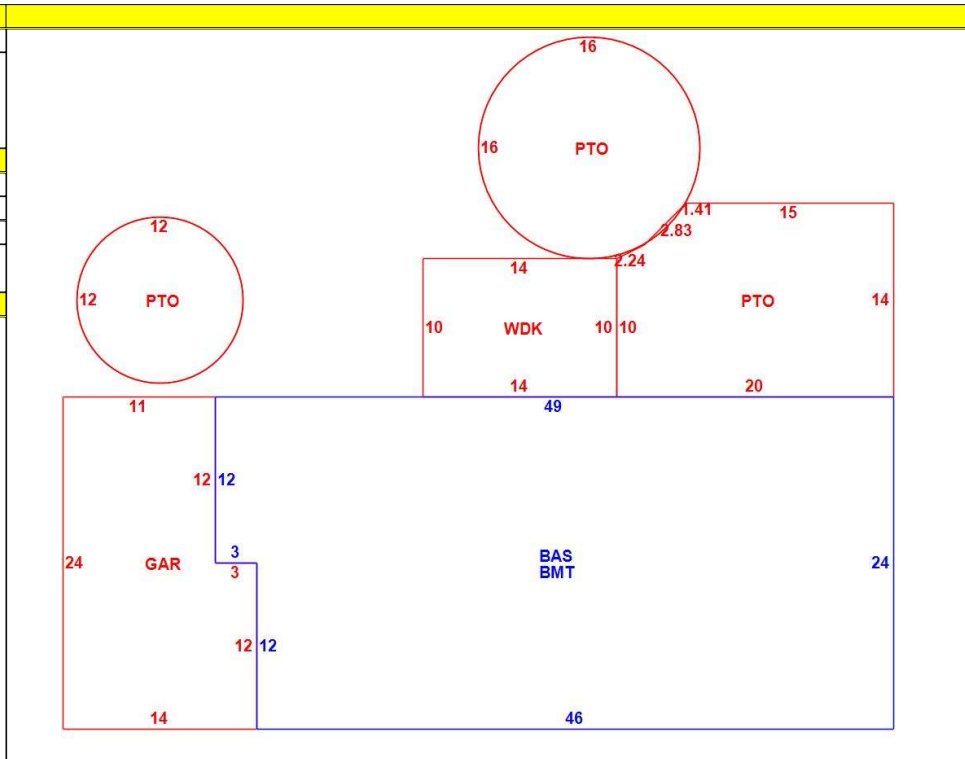 16
16 PTO
1.41 15
2.83
12
2.24
14
12 PTO
PTO 14
10 WDK 10 10
14 20
11 49
12 12
3
BAS
24 GAR 24
3
BMT
12 12
14 46